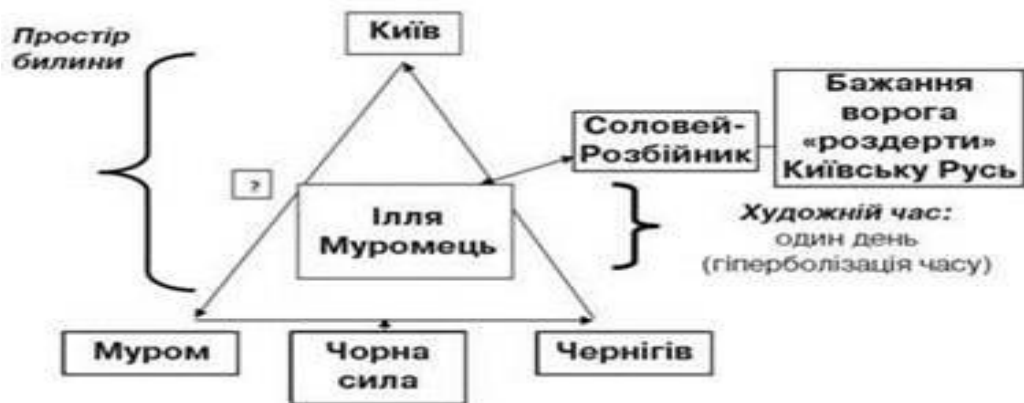 Простір
билини
Київ
Соловей-
Розбійник
Бажання
ворога
«роздерти»
Київську Русь
?
Ілля
Муромець
Художній час:
один день
(гіперболізація часу)
Муром
Чорна
сила
Чернігів